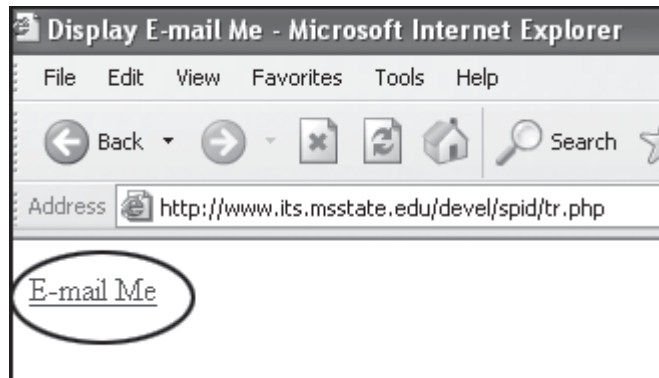 Display E-mail Me - Microsoft Internet Explorer
File Edit View Favorites Tools Help
Back Search
Address http://www.its.msstate.edu/devel/spid/tr.php
E-mail Me